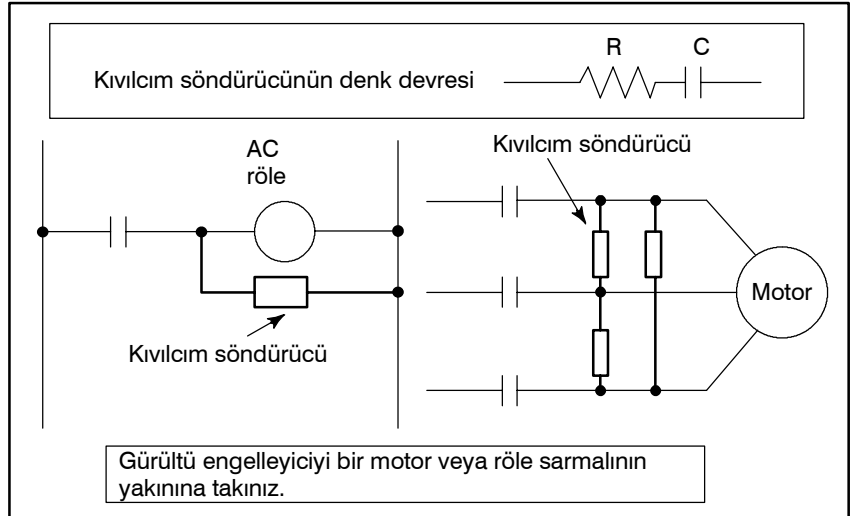 R C
Kıvılcım söndürücünün denk devresi
AC
röle
Kıvılcım söndürücü
Kıvılcım söndürücü
Motor
Gürültü engelleyiciyi bir motor veya röle sarmalının
yakınına takınız.